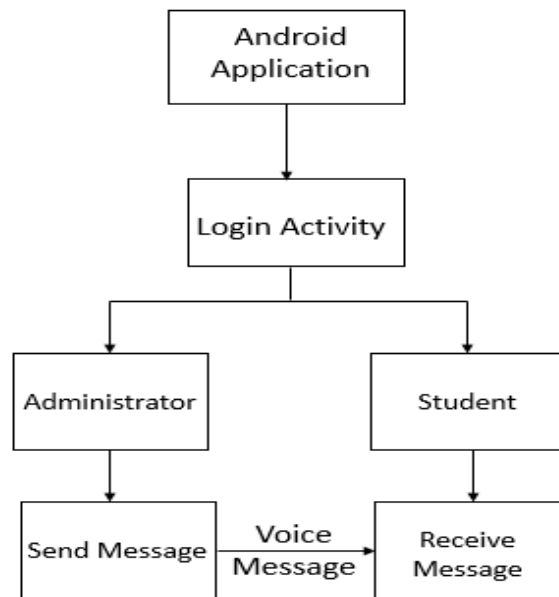 Android
Application
Login Activity
Administrator
Student
Send Message
Voice
Message
Receive
Message